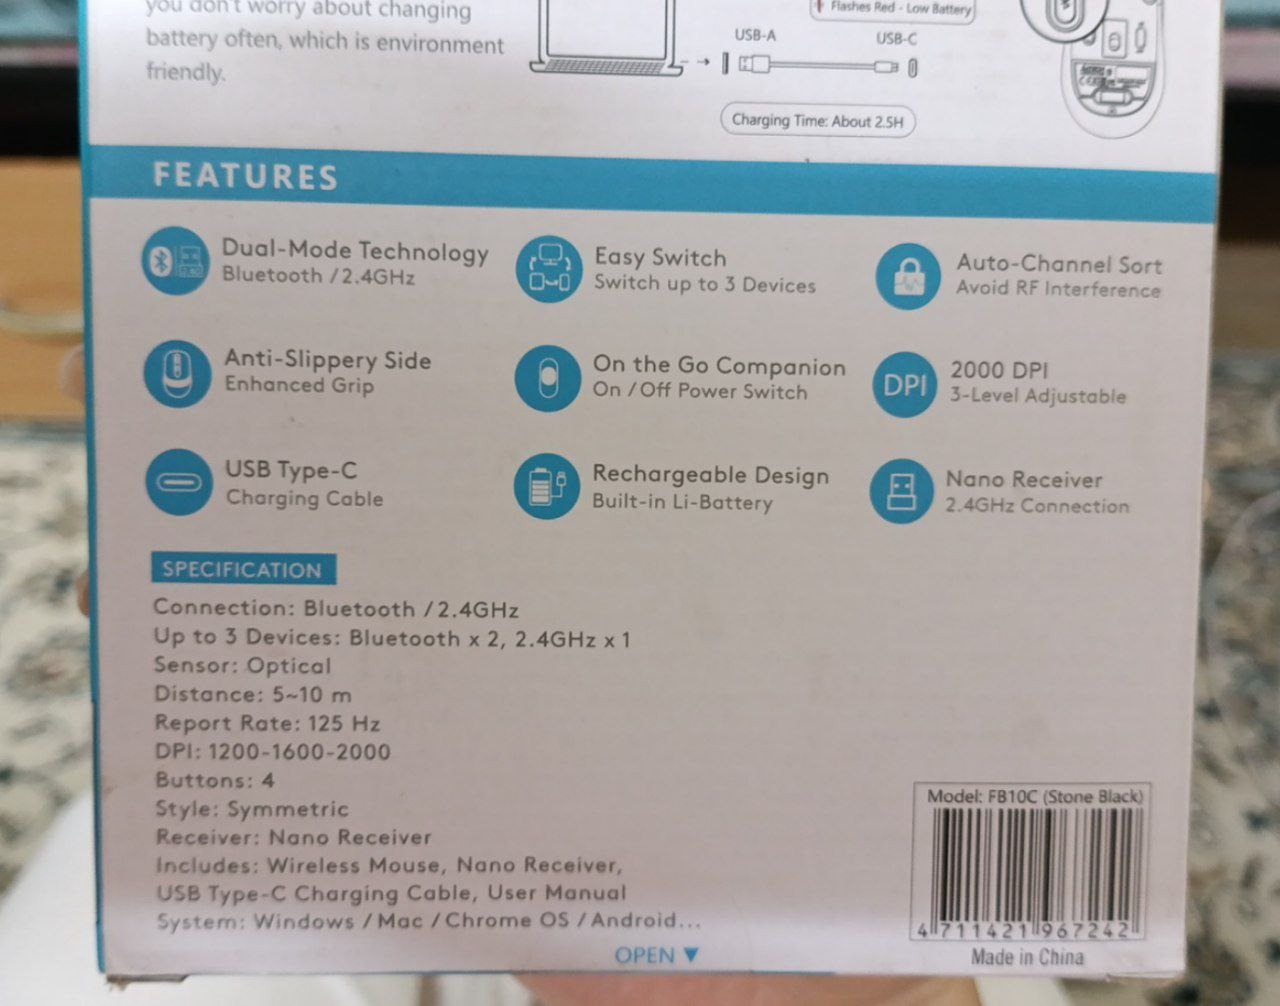 you don't worry about changing
battery often, which is environment
friendly.
Flashes Red - Low Battery
USB-A
USB-C
Charging Time: About 2.5H
FEATURES
Dual-Mode Technology
Bluetooth / 2.4GHz
Easy Switch
Switch up to 3 Devices
Auto-Channel Sort
Avoid RF Interference
Anti-Slippery Side
Enhanced Grip
On the Go Companion
On / Off Power Switch
DPI
2000 DPI
3-Level Adjustable
USB Type-C
Charging Cable
Rechargeable Design
Built-in Li-Battery
Nano Receiver
2.4GHz Connection
SPECIFICATION
Connection: Bluetooth / 2.4GHz
Up to 3 Devices: Bluetooth x 2, 2.4GHz x 1
Sensor: Optical
Distance: 5~10 m
Report Rate: 125 Hz
DPI: 1200-1600-2000
Buttons: 4
Style: Symmetric
Receiver: Nano Receiver
Includes: Wireless Mouse, Nano Receiver,
USB Type-C Charging Cable, User Manual
System: Windows / Mac / Chrome OS / Android...
OPEN ▼
Model: FB10C (Stone Black)
4 711421 967242
Made in China